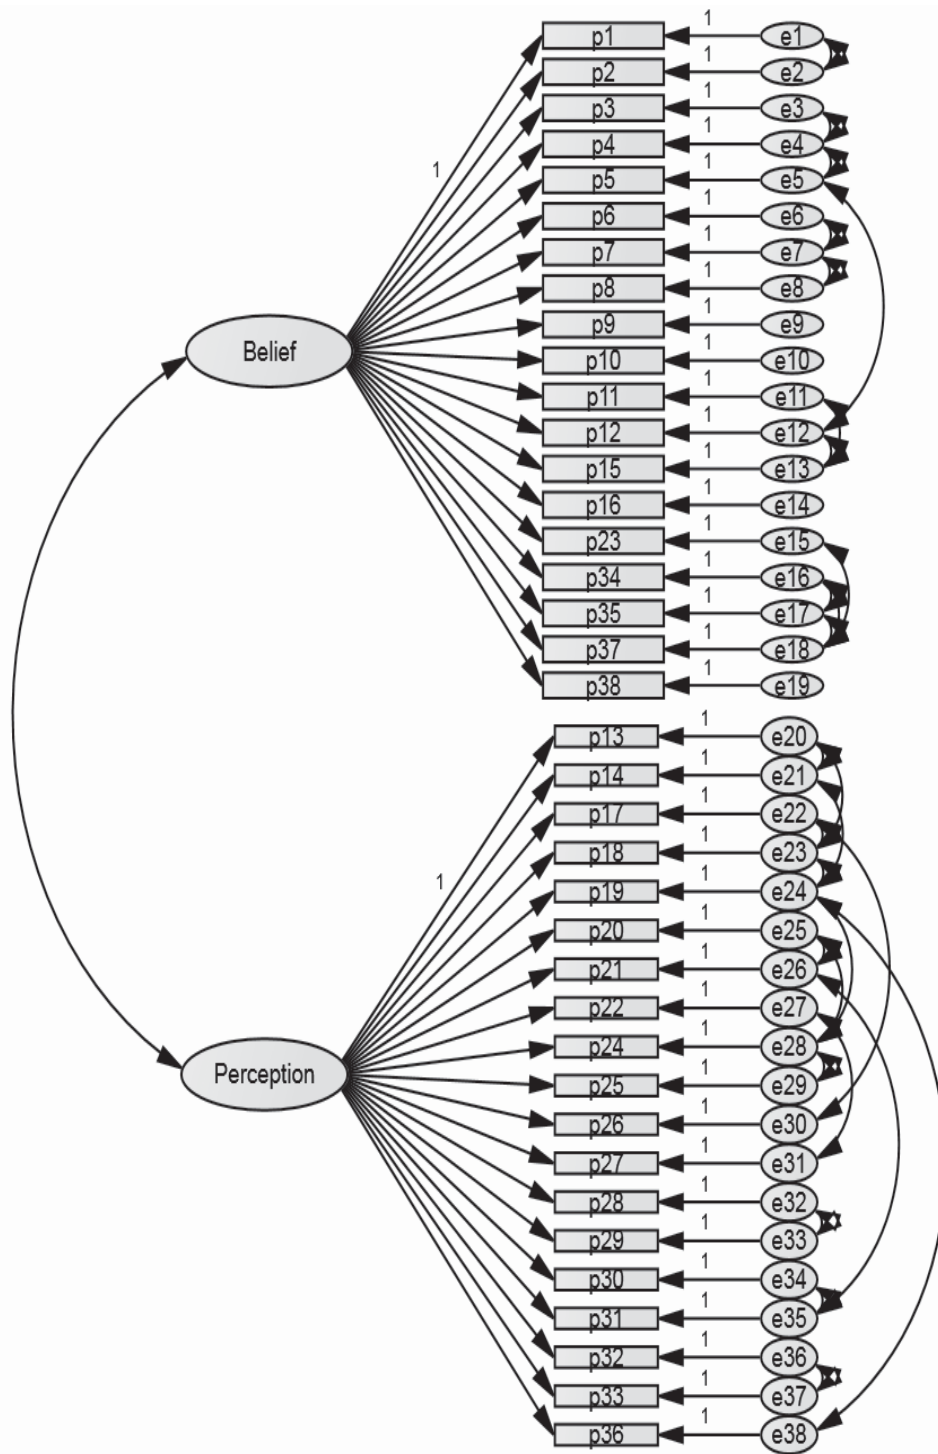 1
p1 e1
1
p2 e2
1
p3 e3
1
p4 e4
1
1
p5 e5
1
p6 e6
1
p7 e7
1
p8 e8
1
p9 e9
Belief
1
p10 e10
1
p11 e11
1
p12 e12
1
p15 e13
1
p16 e14
1
p23 e15
1
p34 e16
1
p35 e17
1
p37 e18
1
p38 e19
1
p13 e20
1
p14 e21
1
p17 e22
1
p18 e23
1
1
p19 e24
1
p20 e25
1
p21 e26
1
p22 e27
1
p24 e28
Perception
1
p25 e29
1
p26 e30
1
p27 e31
1
p28 e32
1
p29 e33
1
p30 e34
1
p31 e35
1
p32 e36
1
p33 e37
1
p36 e38